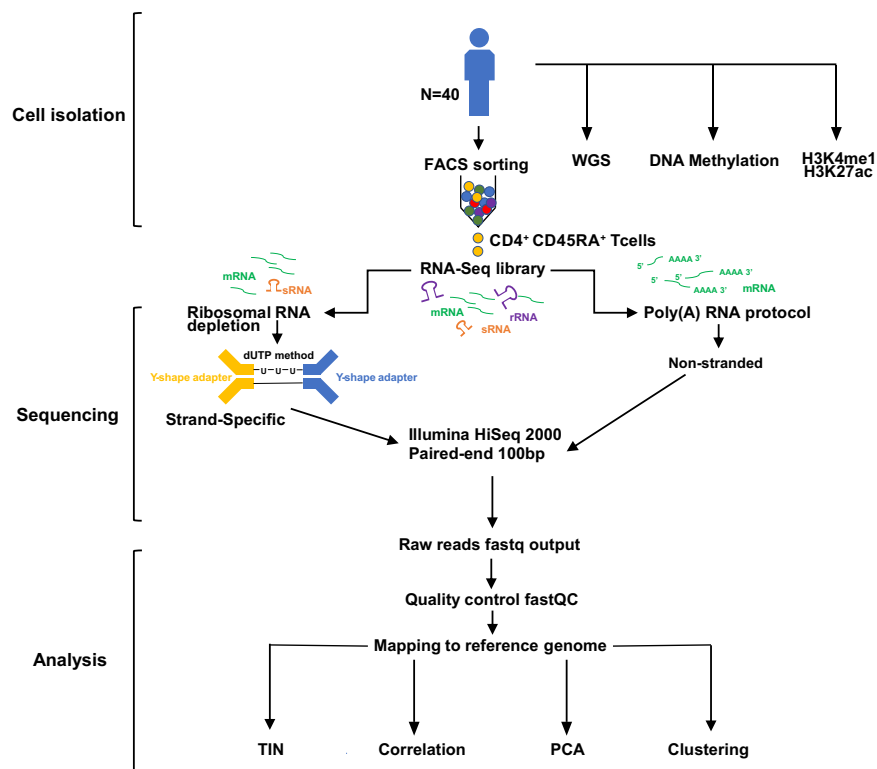 Cell isolation
N=40
FACS sorting
WGS
DNA Methylation
H3K4me1
H3K27ac
CD4⁺ CD45RA⁺ Tcells
RNA-Seq library
mRNA
sRNA
mRNA
rRNA
sRNA
5'
AAAA 3'
5'
5'
AAAA 3'
AAAA 3'
mRNA
Ribosomal RNA
depletion
Poly(A) RNA protocol
Sequencing
dUTP method
U U U
Y-shape adapter
Y-shape adapter
Strand-Specific
Non-stranded
Illumina HiSeq 2000
Paired-end 100bp
Raw reads fastq output
Quality control fastQC
Analysis
Mapping to reference genome
TIN
Correlation
PCA
Clustering